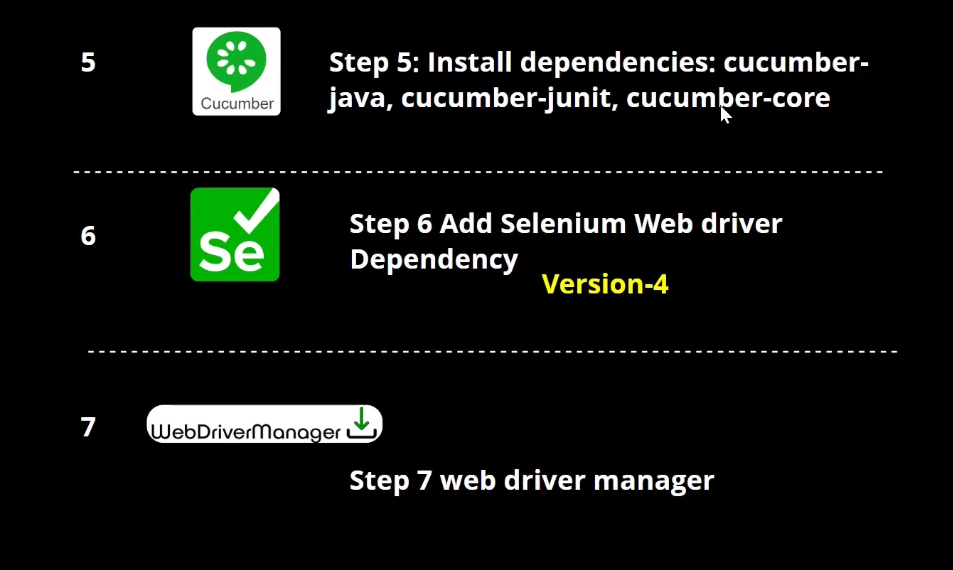 5
Cucumber
Step 5: Install dependencies: cucumber-
java, cucumber-junit, cucumber-core
6
Se
Step 6 Add Selenium Web driver
Dependency
Version-4
7
WebDriverManager
Step 7 web driver manager